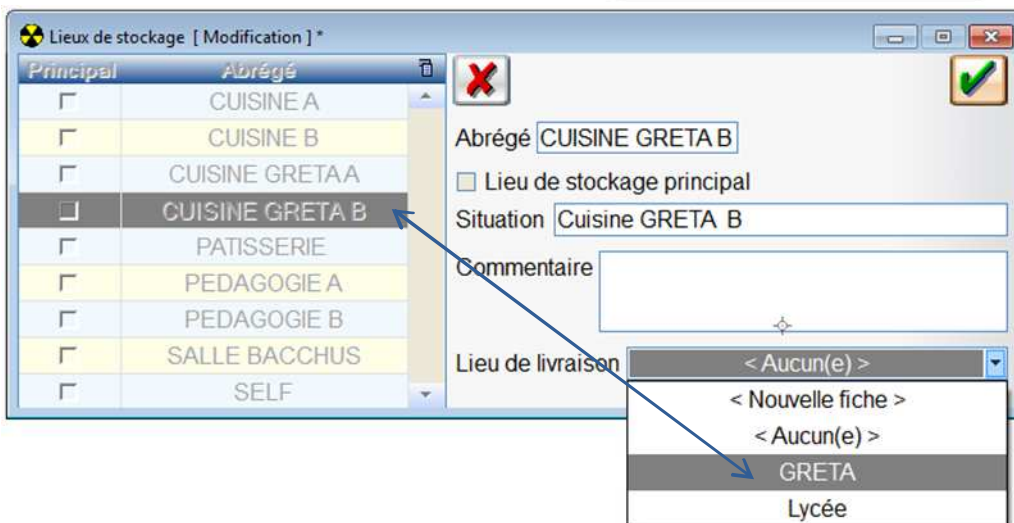 Lieux de stockage [ Modification ] *
Principal Abrégé
CUISINE A
CUISINE B
CUISINE GRETA A
CUISINE GRETA B
PATISSERIE
PEDAGOGIE A
PEDAGOGIE B
SALLE BACCHUS
SELF
Abrégé CUISINE GRETA B
Lieu de stockage principal
Situation Cuisine GRETA B
Commentaire
Lieu de livraison < Aucun(e) >
< Nouvelle fiche >
< Aucun(e) >
GRETA
Lycée